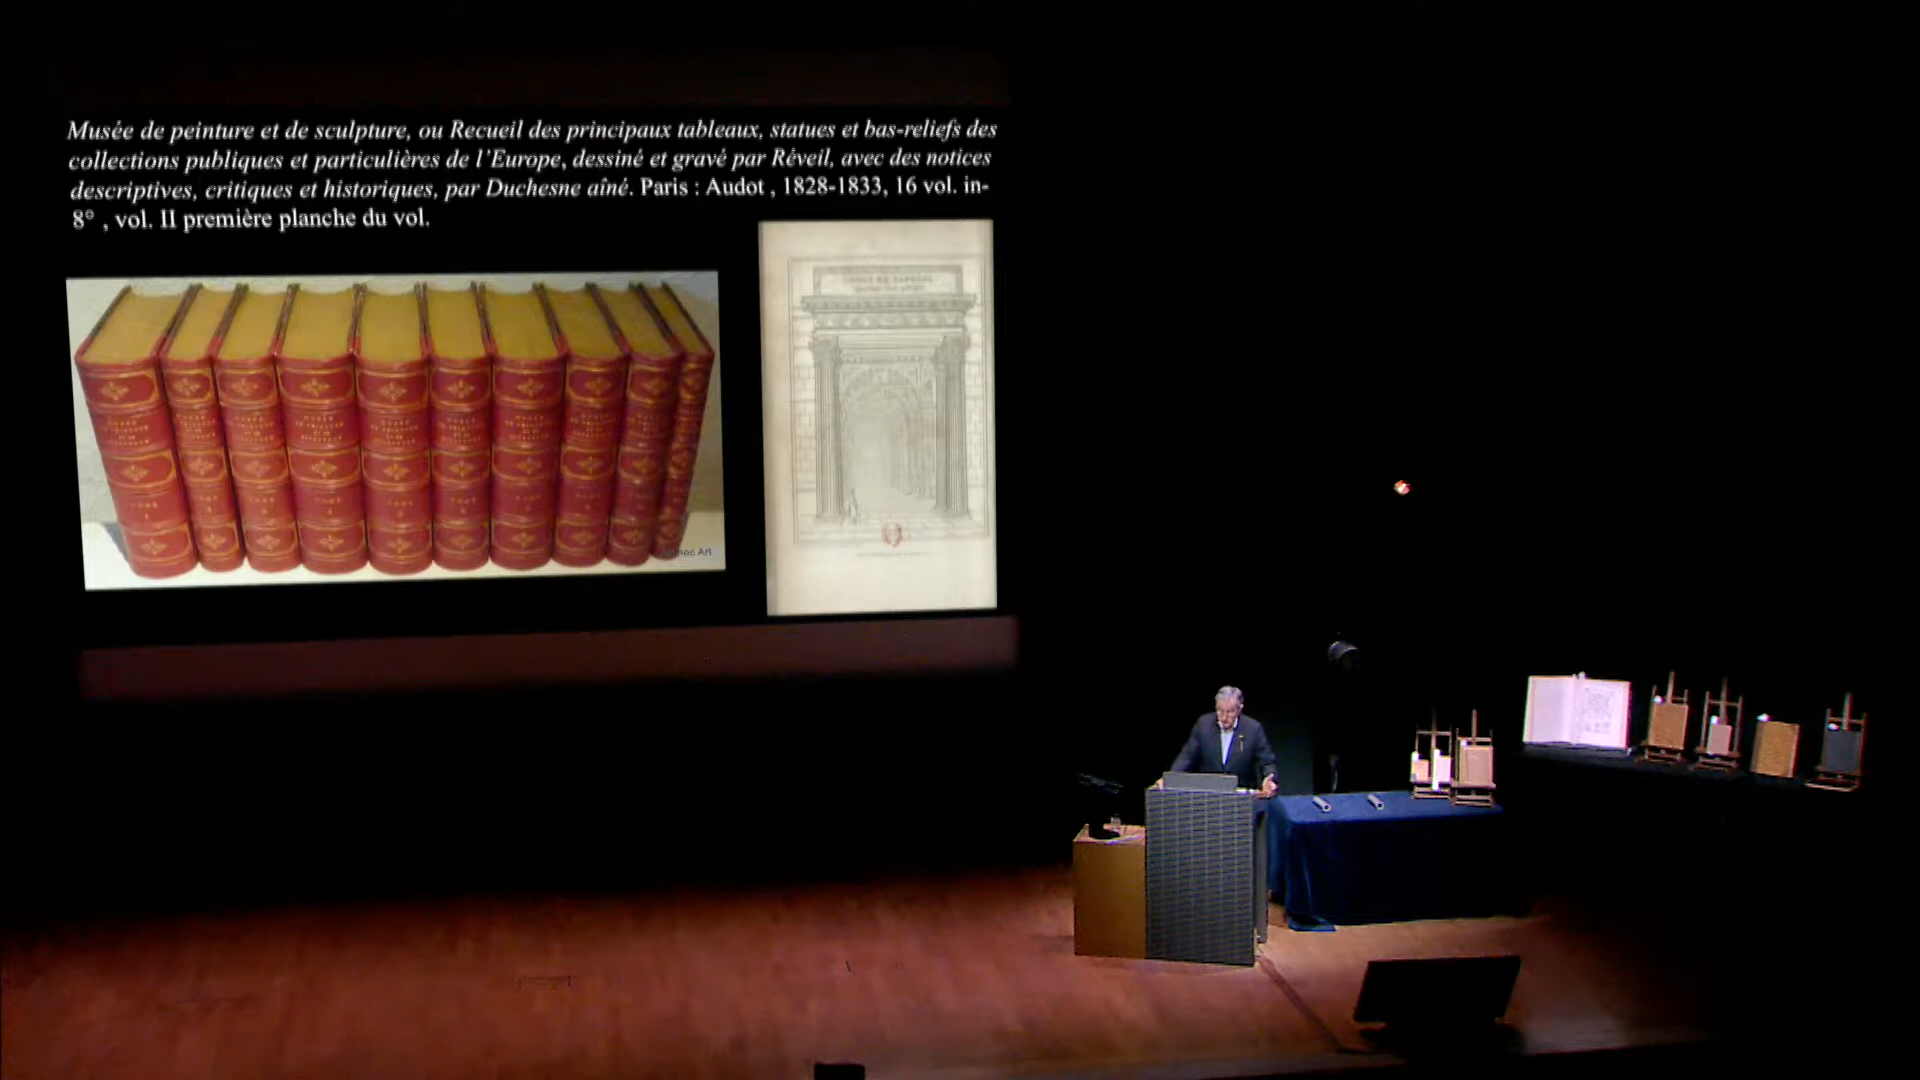 Musée de peinture et de sculpture, ou Recueil des principaux tableaux, statues et bas-reliefs des
collections publiques et particulières de l'Europe, dessiné et gravé par Réveil, avec des notices
descriptives, critiques et historiques, par Duchesne aîné. Paris : Audot , 1828-1833, 16 vol. in-
8° , vol. II première planche du vol.